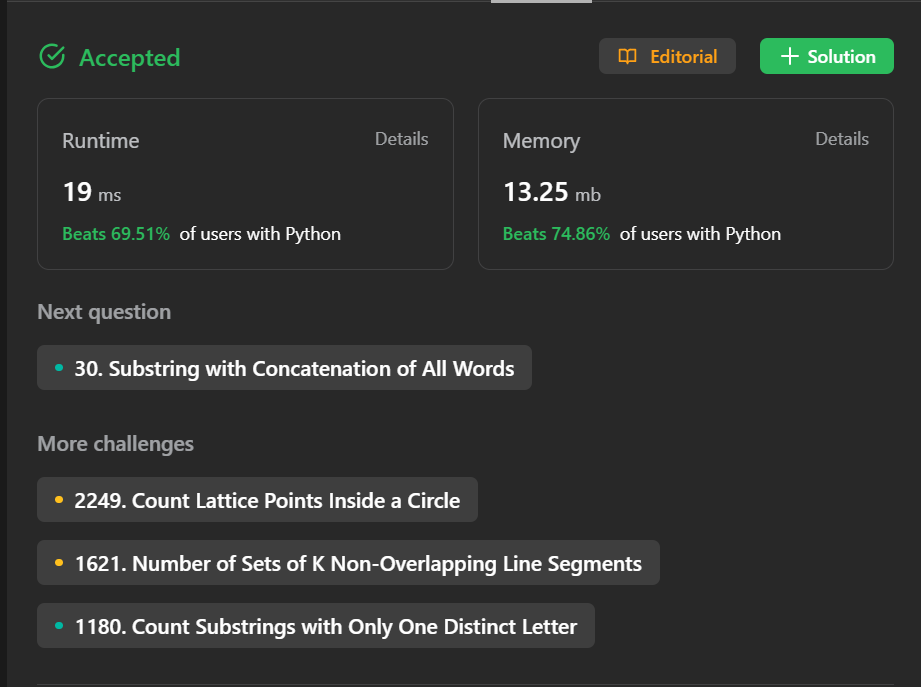 Accepted
Editorial
Solution
Runtime
Details
19 ms
Beats 69.51% of users with Python
Memory
Details
13.25 mb
Beats 74.86% of users with Python
Next question
30. Substring with Concatenation of All Words
More challenges
2249. Count Lattice Points Inside a Circle
1621. Number of Sets of K Non-Overlapping Line Segments
1180. Count Substrings with Only One Distinct Letter